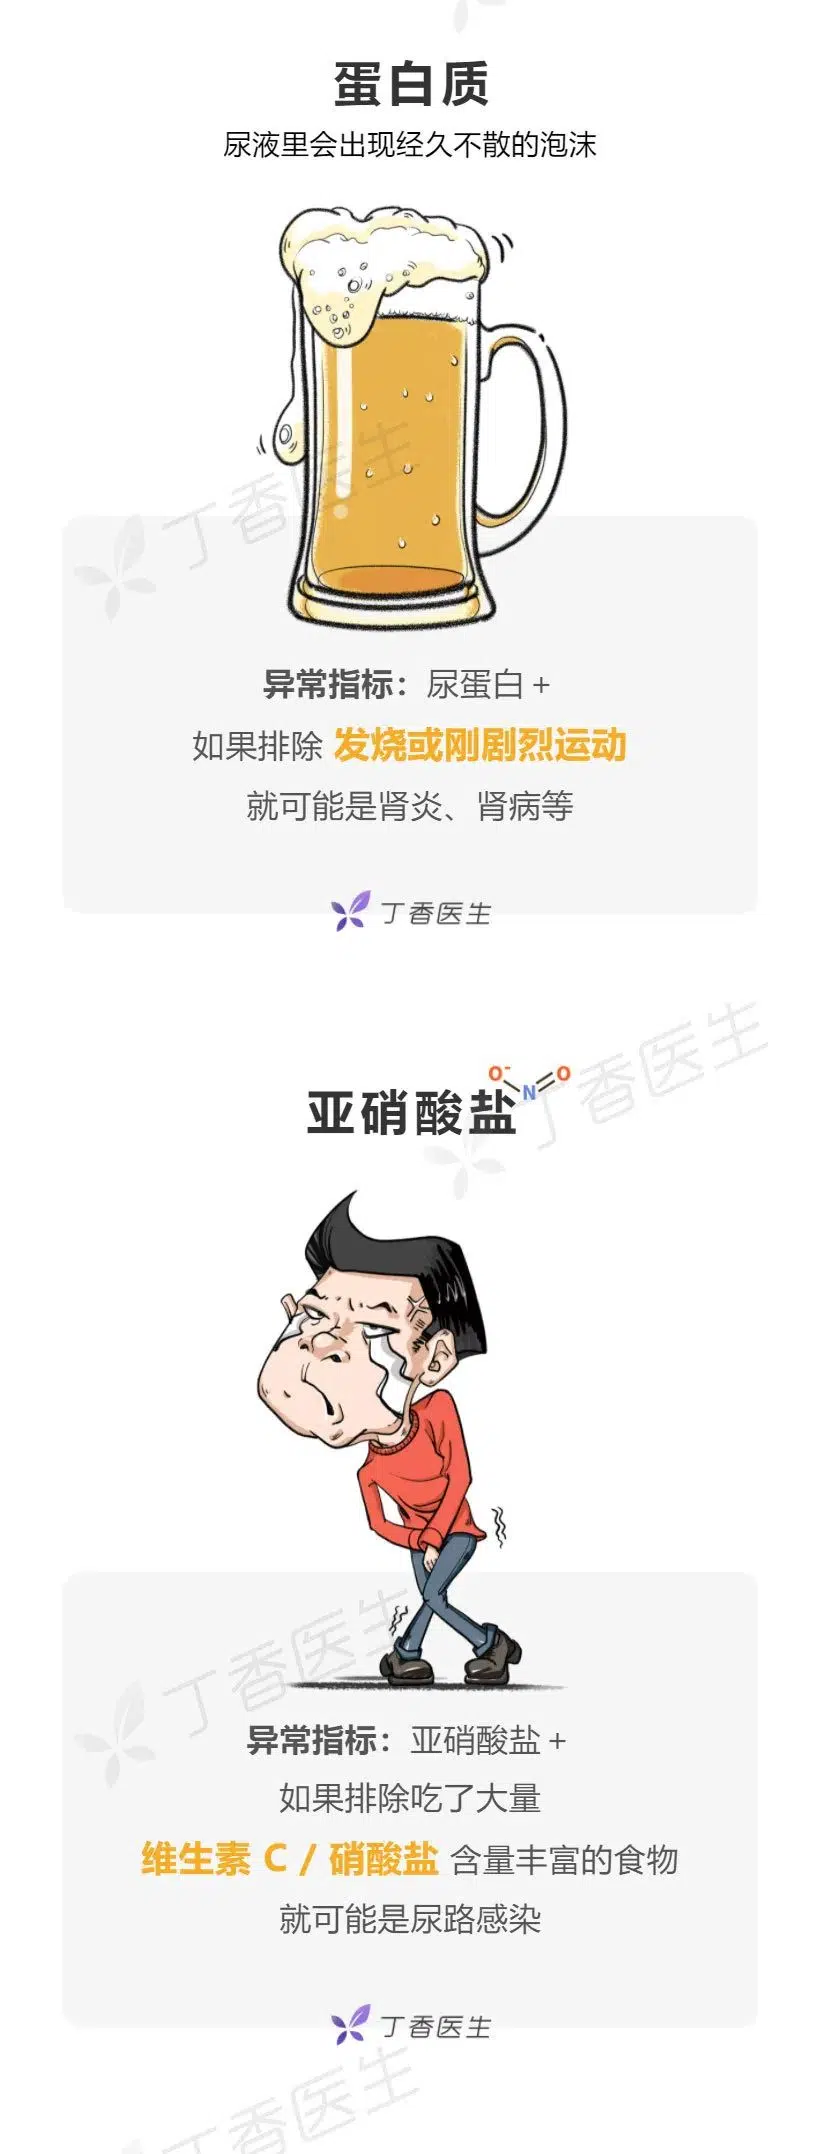 蛋白质
尿液里会出现经久不散的泡沫
丁香医生
异常指标：尿蛋白 +
如果排除 发烧或刚剧烈运动
就可能是肾炎、肾病等
丁香医生
丁香医生
O⁻ N O
亚硝酸盐
丁香医生
异常指标：亚硝酸盐 +
如果排除吃了大量
维生素 C / 硝酸盐 含量丰富的食物
就可能是尿路感染
丁香医生
丁香医生